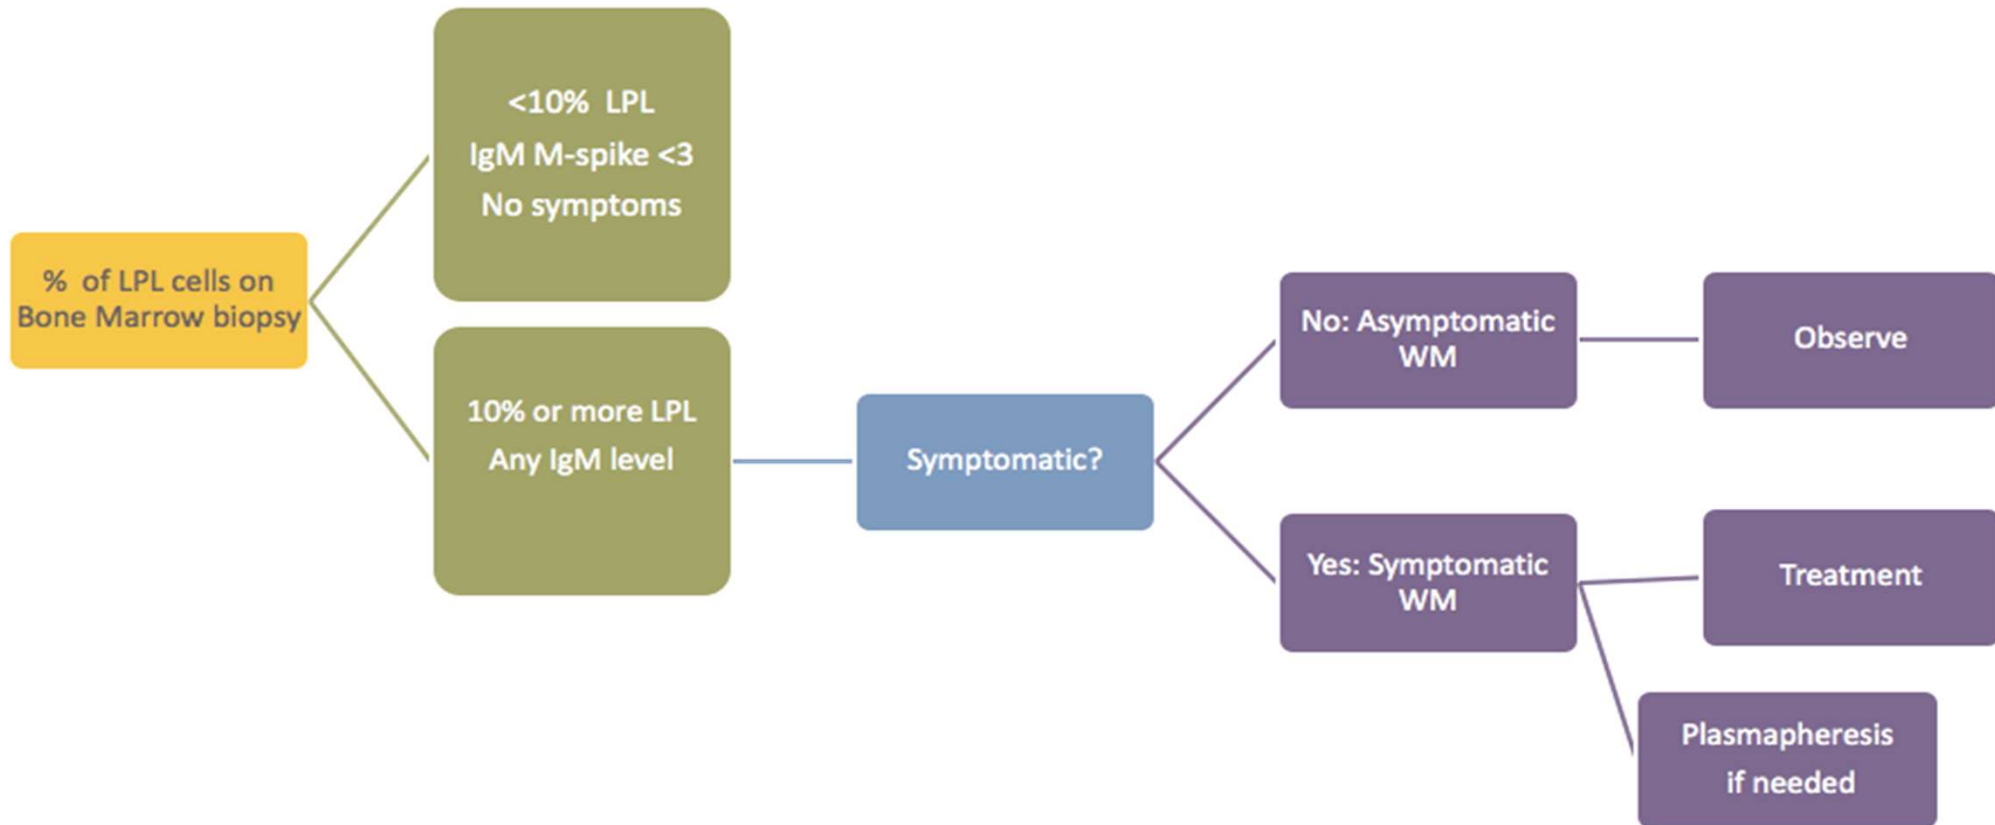 % of LPL cells on
Bone Marrow biopsy
<10% LPL
IgM M-spike <3
No symptoms
10% or more LPL
Any IgM level
Symptomatic?
No: Asymptomatic
WM
Observe
Yes: Symptomatic
WM
Treatment
Plasmapheresis
if needed